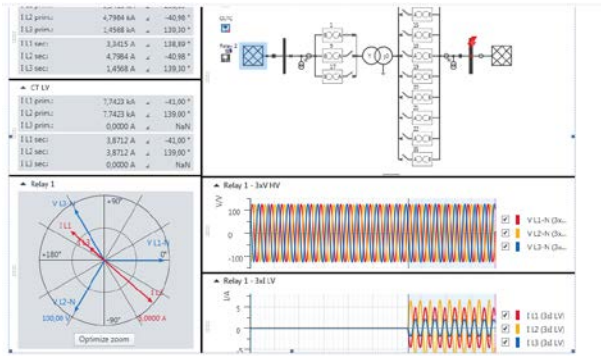 I L2 prim.: 4,7984 kA ∠ -40,98 °
I L3 prim.: 1,4568 kA ∠ 139,30 °
I L1 sec: 3,3415 A ∠ 138,89 °
I L2 sec: 4,7984 A ∠ -40,98 °
I L3 sec: 1,4568 A ∠ 139,30 °
CT LV
I L1 prim.: 7,7423 kA ∠ -41,00 °
I L2 prim.: 7,7423 kA ∠ 139,00 °
I L3 prim.: 0,0000 A ∠ NaN
I L1 sec: 3,8712 A ∠ -41,00 °
I L2 sec: 3,8712 A ∠ 139,00 °
I L3 sec: 0,0000 A ∠ NaN
Relay 1
+90°
V L3-N
I L1
V L1-N
+180°
0°
V L2-N
100,00 V
-90°
5,0000 A
Optimize zoom
Relay 1 - 3xV HV
V/V
100
0
-100
V L1-N (3x...
V L2-N (3x...
V L3-N (3x...
Relay 1 - 3xI LV
I/A
5
0
-5
I L1 (3xI LV)
I L2 (3xI LV)
I L3 (3xI LV)